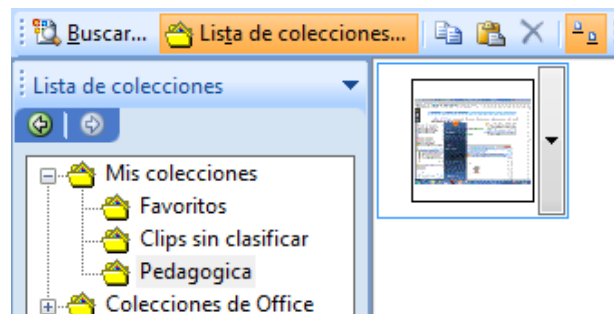 Buscar... Lista de colecciones...
Lista de colecciones
Mis colecciones
Favoritos
Clips sin clasificar
Pedagogica
Colecciones de Office